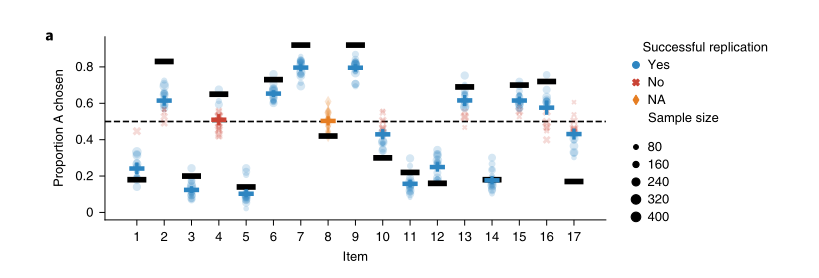 a
Successful replication
Yes
No
NA
Sample size
80
160
240
320
400
Proportion A chosen
0.8
0.6
0.4
0.2
0
1 2 3 4 5 6 7 8 9 10 11 12 13 14 15 16 17
Item